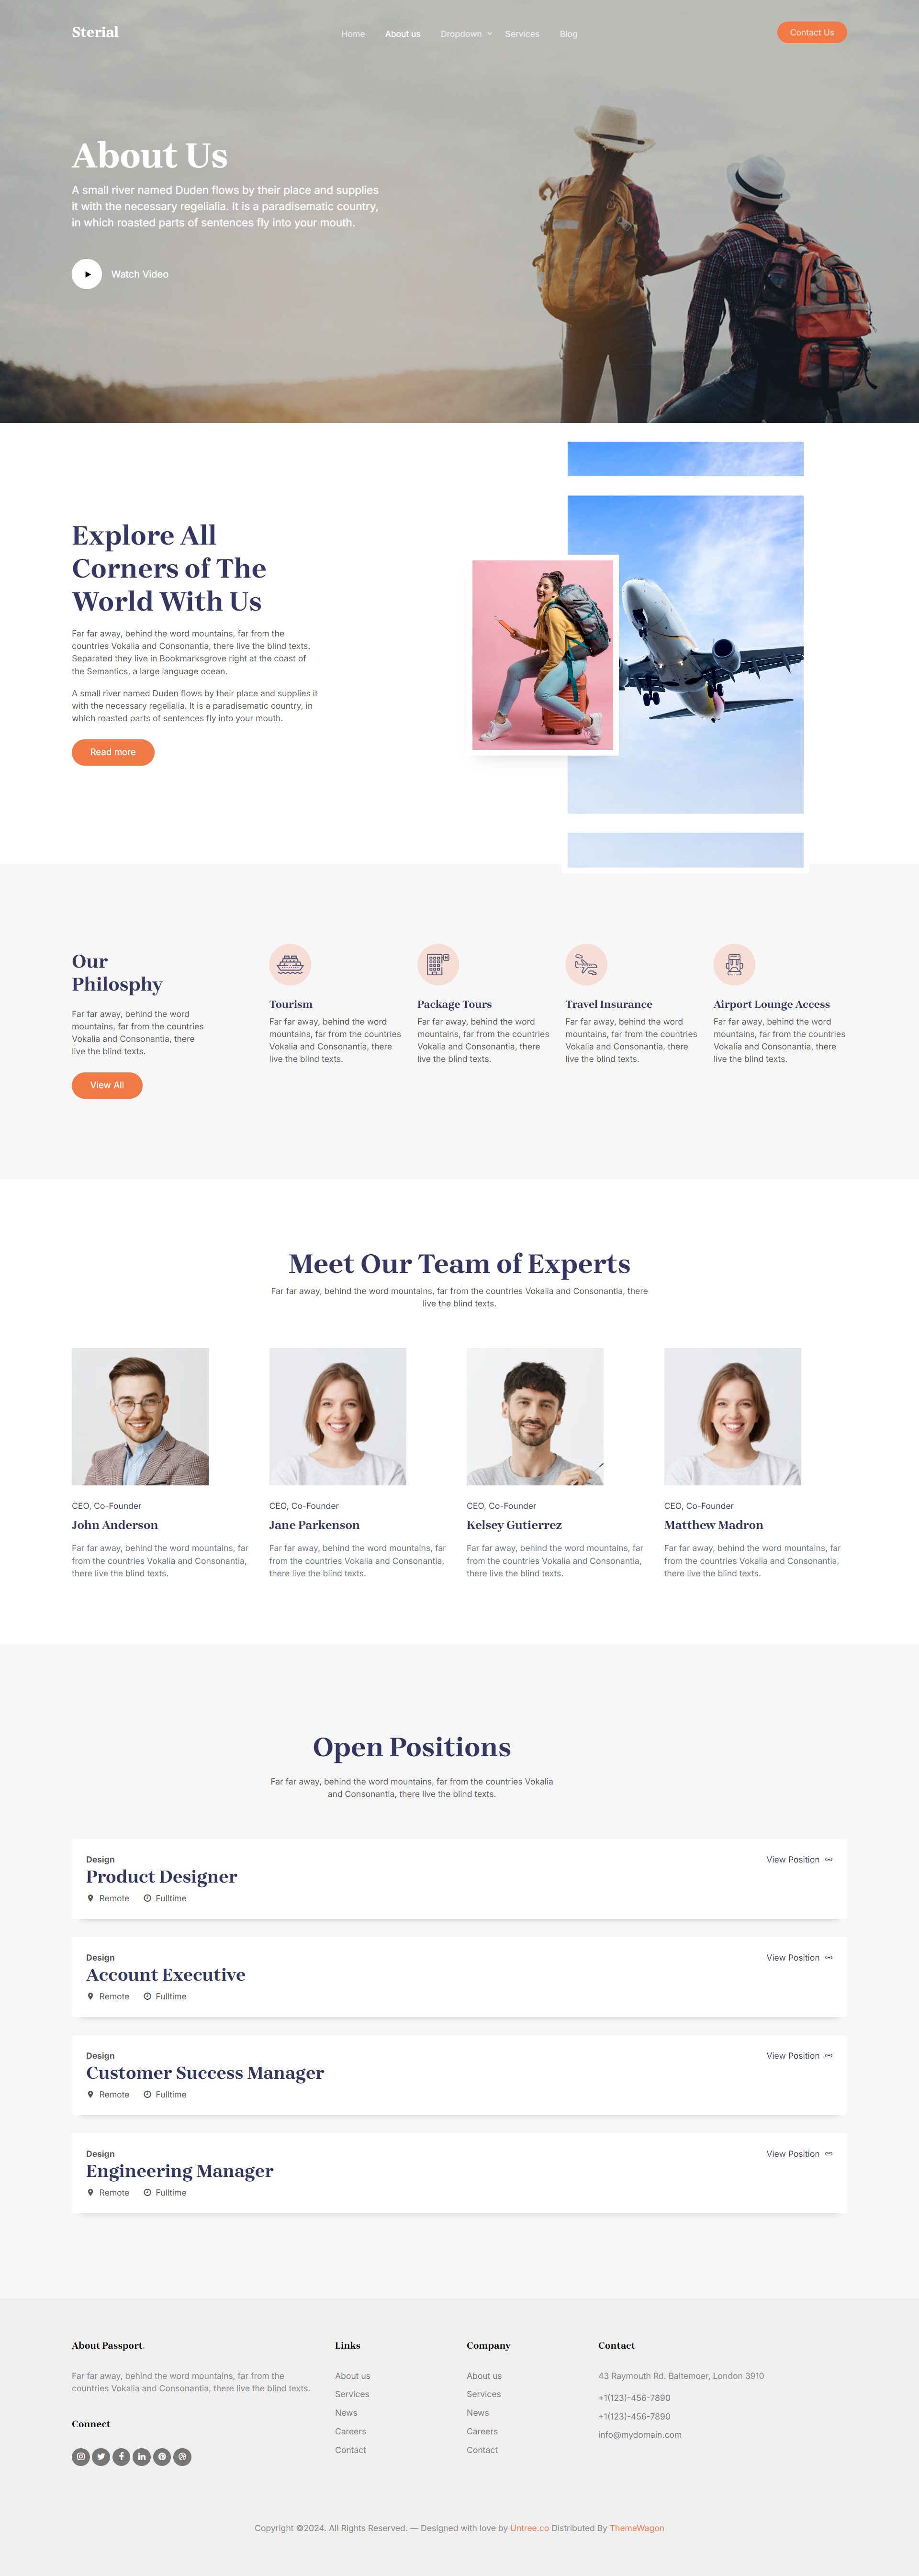 Sterial
Home
About us
Dropdown
Services
Blog
Contact Us
About Us
A small river named Duden flows by their place and supplies
it with the necessary regelialia. It is a paradisematic country,
in which roasted parts of sentences fly into your mouth.
Watch Video
Explore All
Corners of The
World With Us
Far far away, behind the word mountains, far from the
countries Vokalia and Consonantia, there live the blind texts.
Separated they live in Bookmarksgrove right at the coast of
the Semantics, a large language ocean.
A small river named Duden flows by their place and supplies it
with the necessary regelialia. It is a paradisematic country, in
which roasted parts of sentences fly into your mouth.
Read more
Our
Philosphy
Far far away, behind the word
mountains, far from the countries
Vokalia and Consonantia, there
live the blind texts.
View All
Tourism
Far far away, behind the word
mountains, far from the countries
Vokalia and Consonantia, there
live the blind texts.
Package Tours
Far far away, behind the word
mountains, far from the countries
Vokalia and Consonantia, there
live the blind texts.
Travel Insurance
Far far away, behind the word
mountains, far from the countries
Vokalia and Consonantia, there
live the blind texts.
Airport Lounge Access
Far far away, behind the word
mountains, far from the countries
Vokalia and Consonantia, there
live the blind texts.
Meet Our Team of Experts
Far far away, behind the word mountains, far from the countries Vokalia and Consonantia, there
live the blind texts.
CEO, Co-Founder
John Anderson
Far far away, behind the word mountains, far
from the countries Vokalia and Consonantia,
there live the blind texts.
CEO, Co-Founder
Jane Parkenson
Far far away, behind the word mountains, far
from the countries Vokalia and Consonantia,
there live the blind texts.
CEO, Co-Founder
Kelsey Gutierrez
Far far away, behind the word mountains, far
from the countries Vokalia and Consonantia,
there live the blind texts.
CEO, Co-Founder
Matthew Madron
Far far away, behind the word mountains, far
from the countries Vokalia and Consonantia,
there live the blind texts.
Open Positions
Far far away, behind the word mountains, far from the countries Vokalia
and Consonantia, there live the blind texts.
Design
Product Designer
Remote
Fulltime
View Position
Design
Account Executive
Remote
Fulltime
View Position
Design
Customer Success Manager
Remote
Fulltime
View Position
Design
Engineering Manager
Remote
Fulltime
View Position
About Passport.
Far far away, behind the word mountains, far from the
countries Vokalia and Consonantia, there live the blind texts.
Connect
Links
About us
Services
News
Careers
Contact
Company
About us
Services
News
Careers
Contact
Contact
43 Raymouth Rd. Baltemoer, London 3910
+1(123)-456-7890
+1(123)-456-7890
info@mydomain.com
Copyright ©2024. All Rights Reserved. — Designed with love by Untree.co Distributed By ThemeWagon